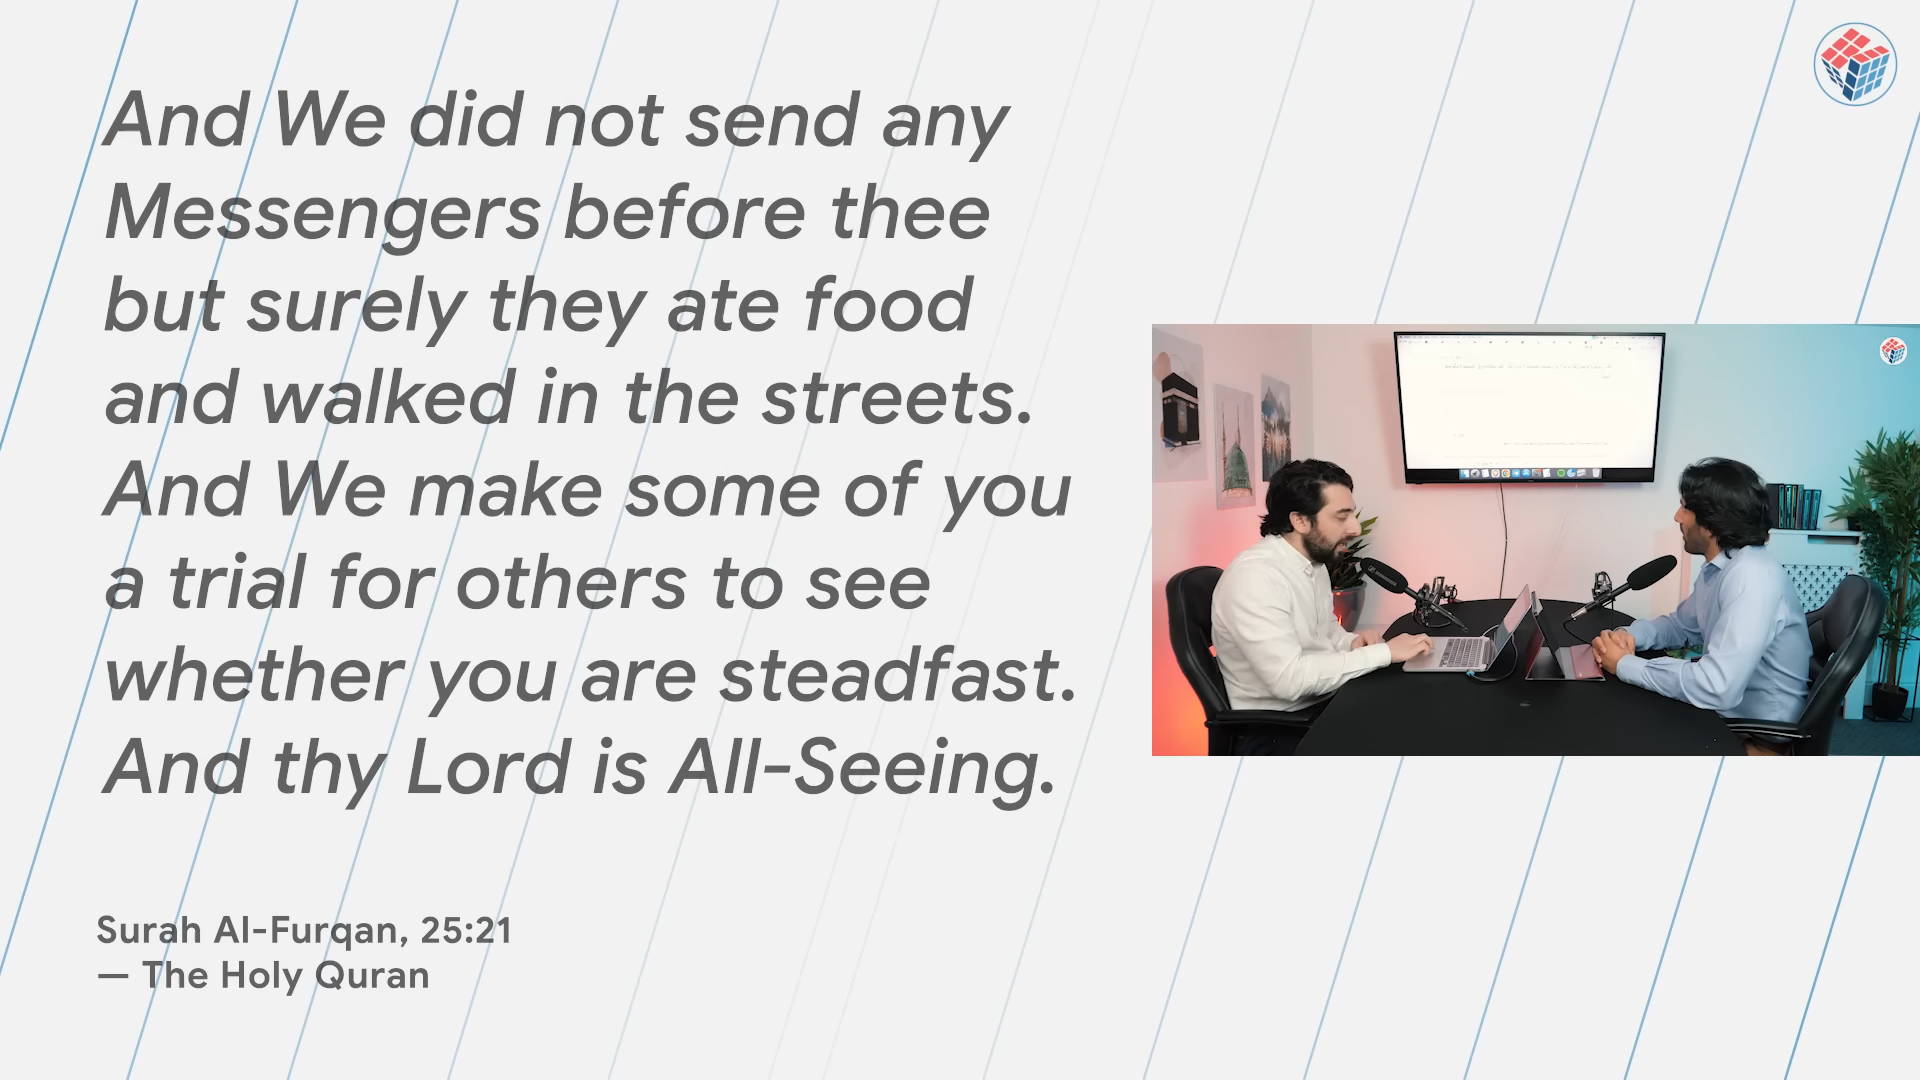 And We did not send any
Messengers before thee
but surely they ate food
and walked in the streets.
And We make some of you
a trial for others to see
whether you are steadfast.
And thy Lord is All-Seeing.
Surah Al-Furqan, 25:21
— The Holy Quran